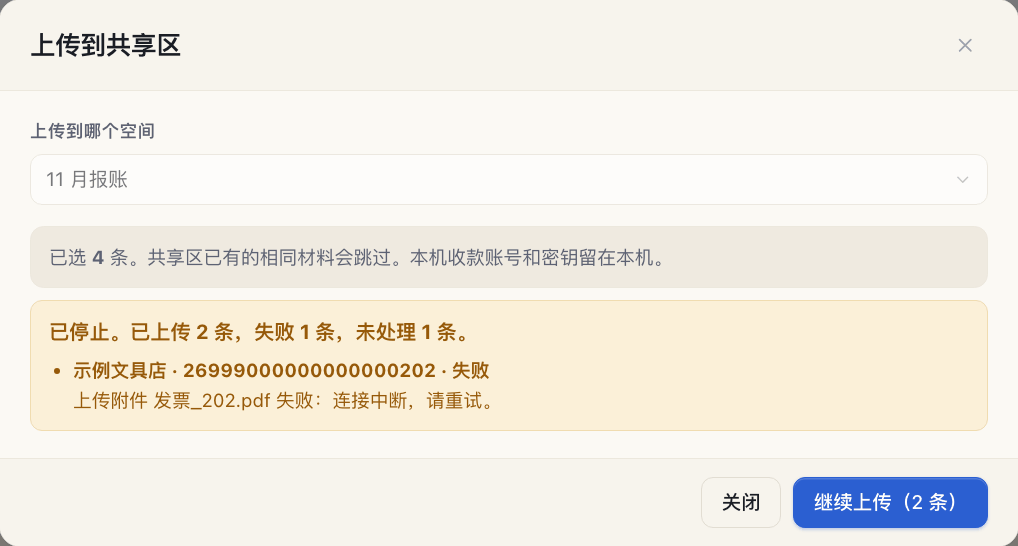 上传到共享区
上传到哪个空间
11 月报账
已选 4 条。共享区已有的相同材料会跳过。本机收款账号和密钥留在本机。
已停止。已上传 2 条，失败 1 条，未处理 1 条。
• 示例文具店 · 26999000000000000202 · 失败
上传附件 发票_202.pdf 失败：连接中断，请重试。
关闭
继续上传（2 条）